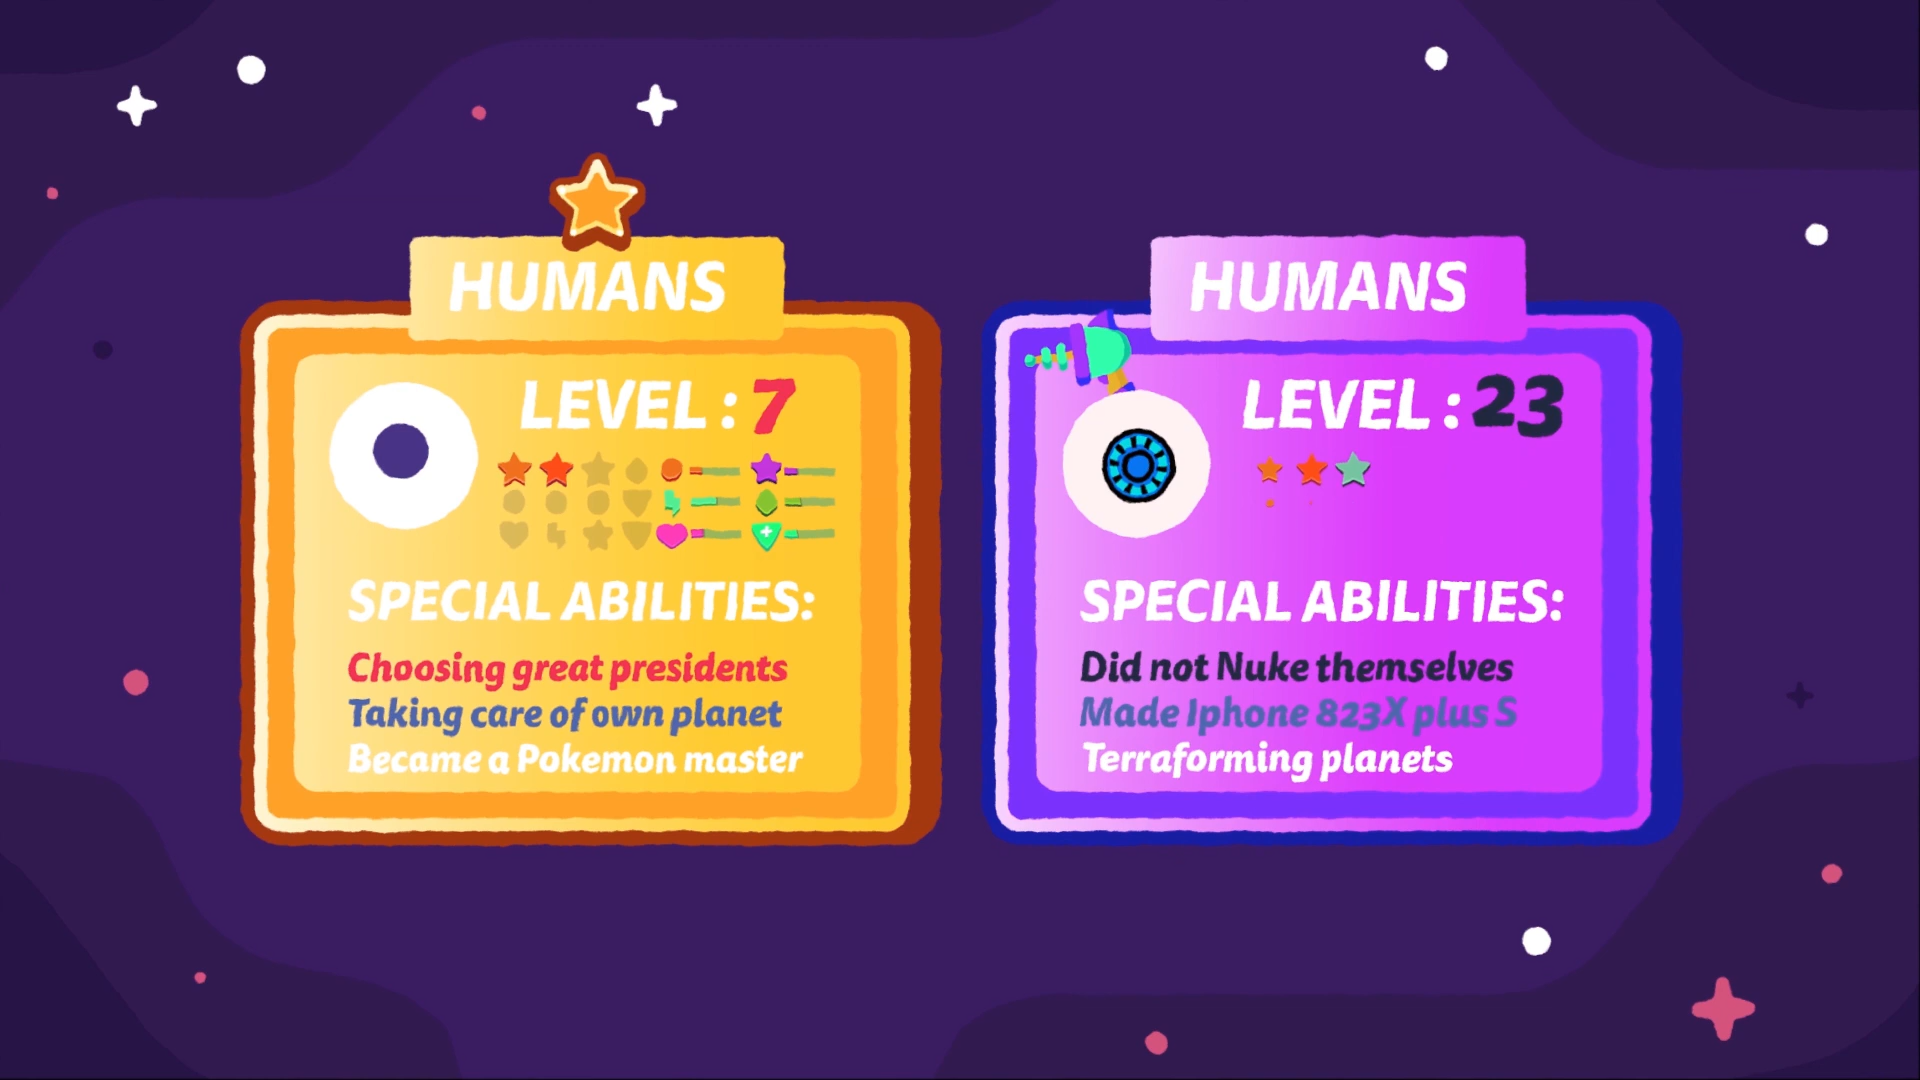 HUMANS
LEVEL : 7
SPECIAL ABILITIES:
Choosing great presidents
Taking care of own planet
Became a Pokemon master
HUMANS
LEVEL : 23
SPECIAL ABILITIES:
Did not Nuke themselves
Made Iphone 823X plus S
Terraforming planets